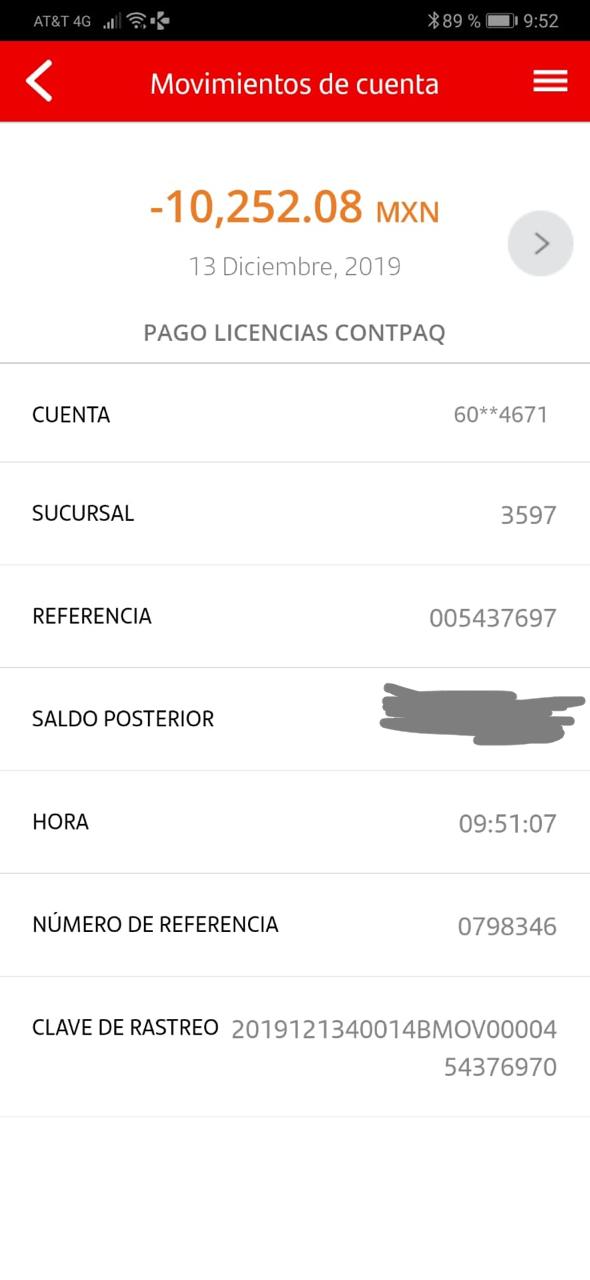 AT&T 4G 89 % 9:52
Movimientos de cuenta
-10,252.08 MXN
13 Diciembre, 2019
PAGO LICENCIAS CONTPAQ
CUENTA 60**4671
SUCURSAL 3597
REFERENCIA 005437697
SALDO POSTERIOR
HORA 09:51:07
NÚMERO DE REFERENCIA 0798346
CLAVE DE RASTREO 2019121340014BMOV00004
54376970